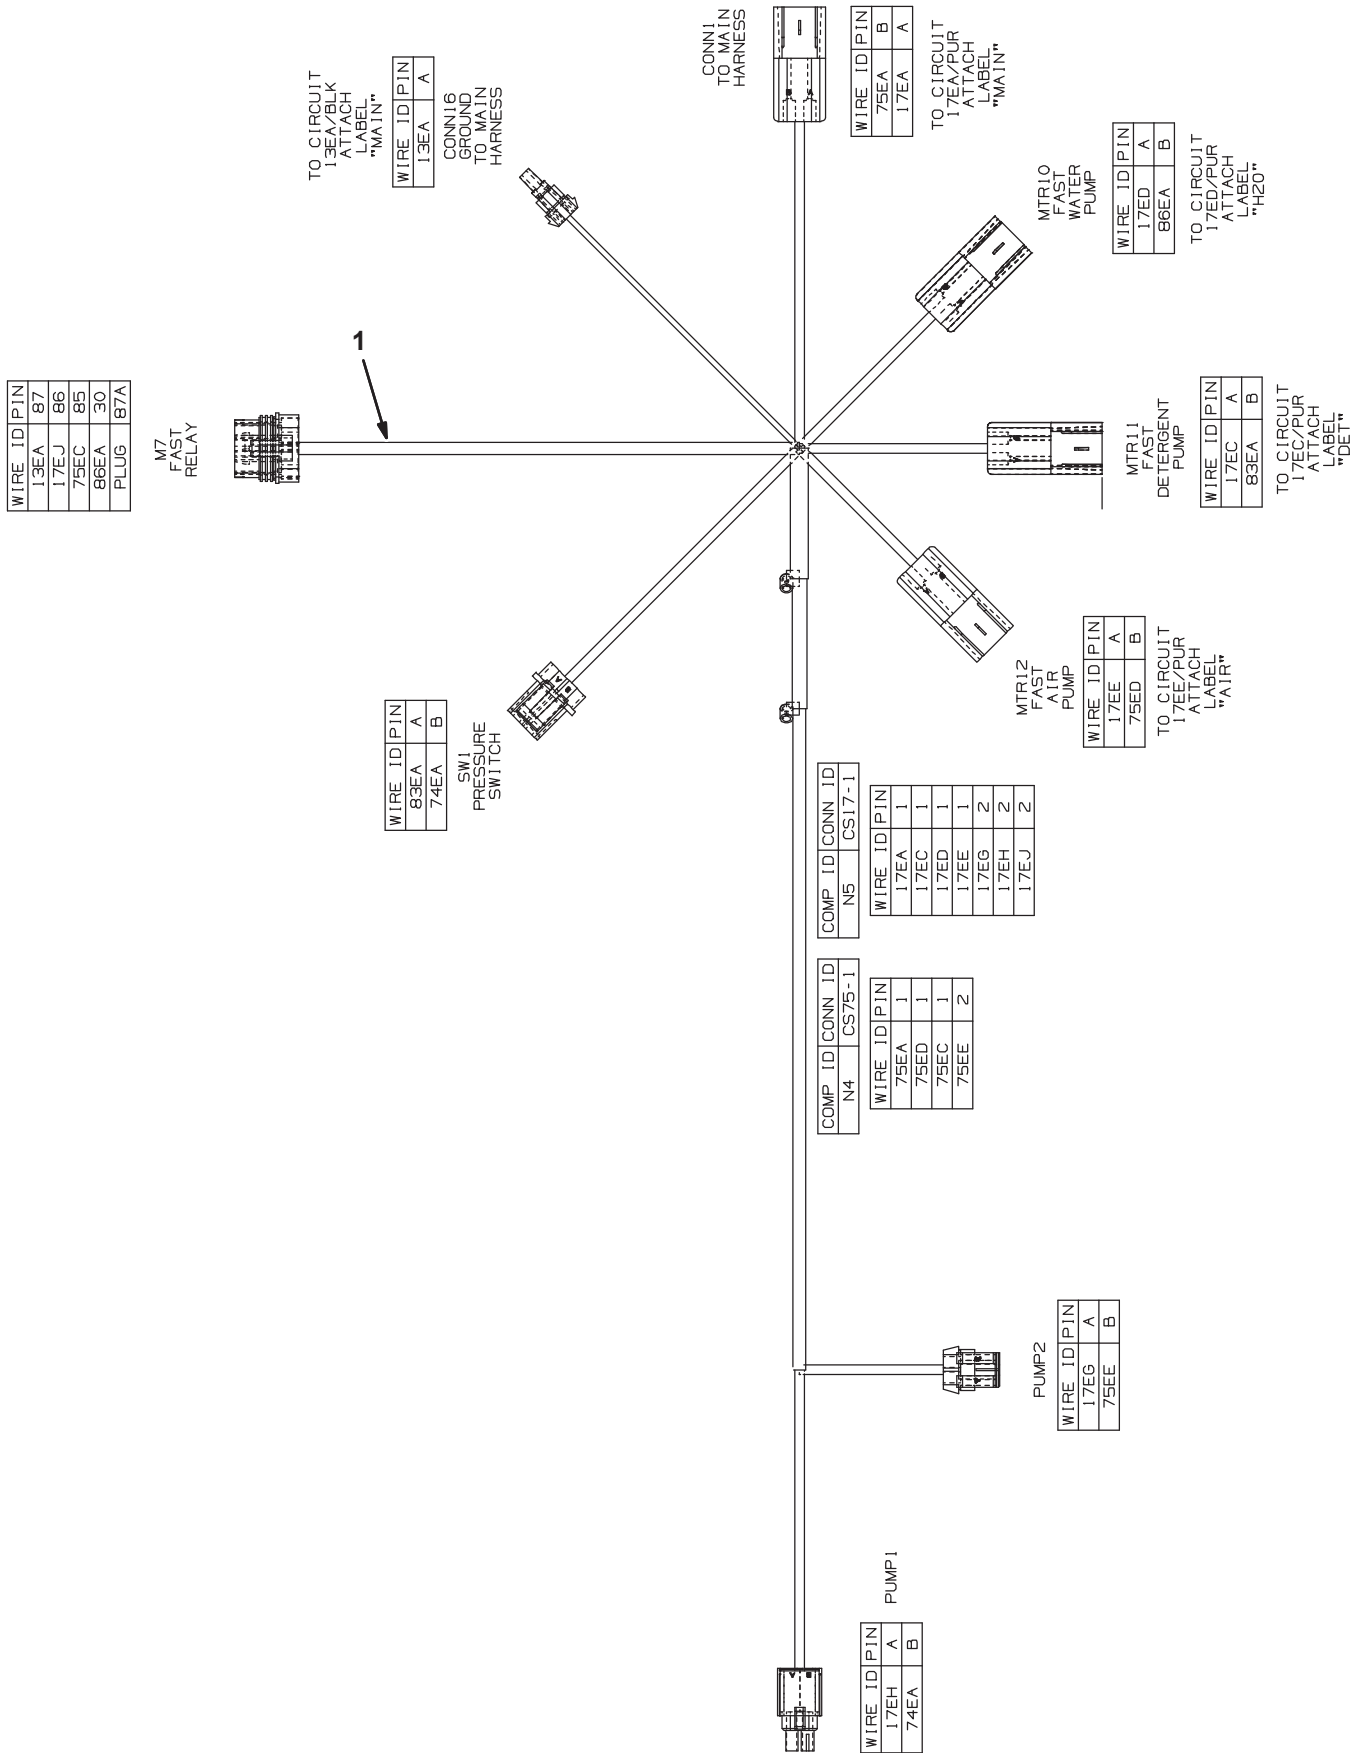 WIRE ID PIN
13EA 87
17EJ 86
75EC 85
86EA 30
PLUG 87A
M7
FAST
RELAY
1
TO CIRCUIT
13EA/BLK
ATTACH
LABEL
"MAIN"
WIRE ID PIN
13EA A
CONN16
GROUND
TO MAIN
HARNESS
CONN1
TO MAIN
HARNESS
WIRE ID PIN
75EA B
17EA A
TO CIRCUIT
17EA/PUR
ATTACH
LABEL
"MAIN"
MTR10
FAST
WATER
PUMP
WIRE ID PIN
17ED A
86EA B
TO CIRCUIT
17ED/PUR
ATTACH
LABEL
"H20"
MTR11
FAST
DETERGENT
PUMP
WIRE ID PIN
17EC A
83EA B
TO CIRCUIT
17EC/PUR
ATTACH
LABEL
"DET"
MTR12
FAST
AIR
PUMP
WIRE ID PIN
17EE A
75ED B
TO CIRCUIT
17EE/PUR
ATTACH
LABEL
"AIR"
WIRE ID PIN
83EA A
74EA B
SW1
PRESSURE
SWITCH
COMP ID CONN ID
N5 CS17-1
WIRE ID PIN
17EA 1
17EC 1
17ED 1
17EE 1
17EG 2
17EH 2
17EJ 2
COMP ID CONN ID
N4 CS75-1
WIRE ID PIN
75EA 1
75ED 1
75EC 1
75EE 2
PUMP2
WIRE ID PIN
17EG A
75EE B
PUMP1
WIRE ID PIN
17EH A
74EA B